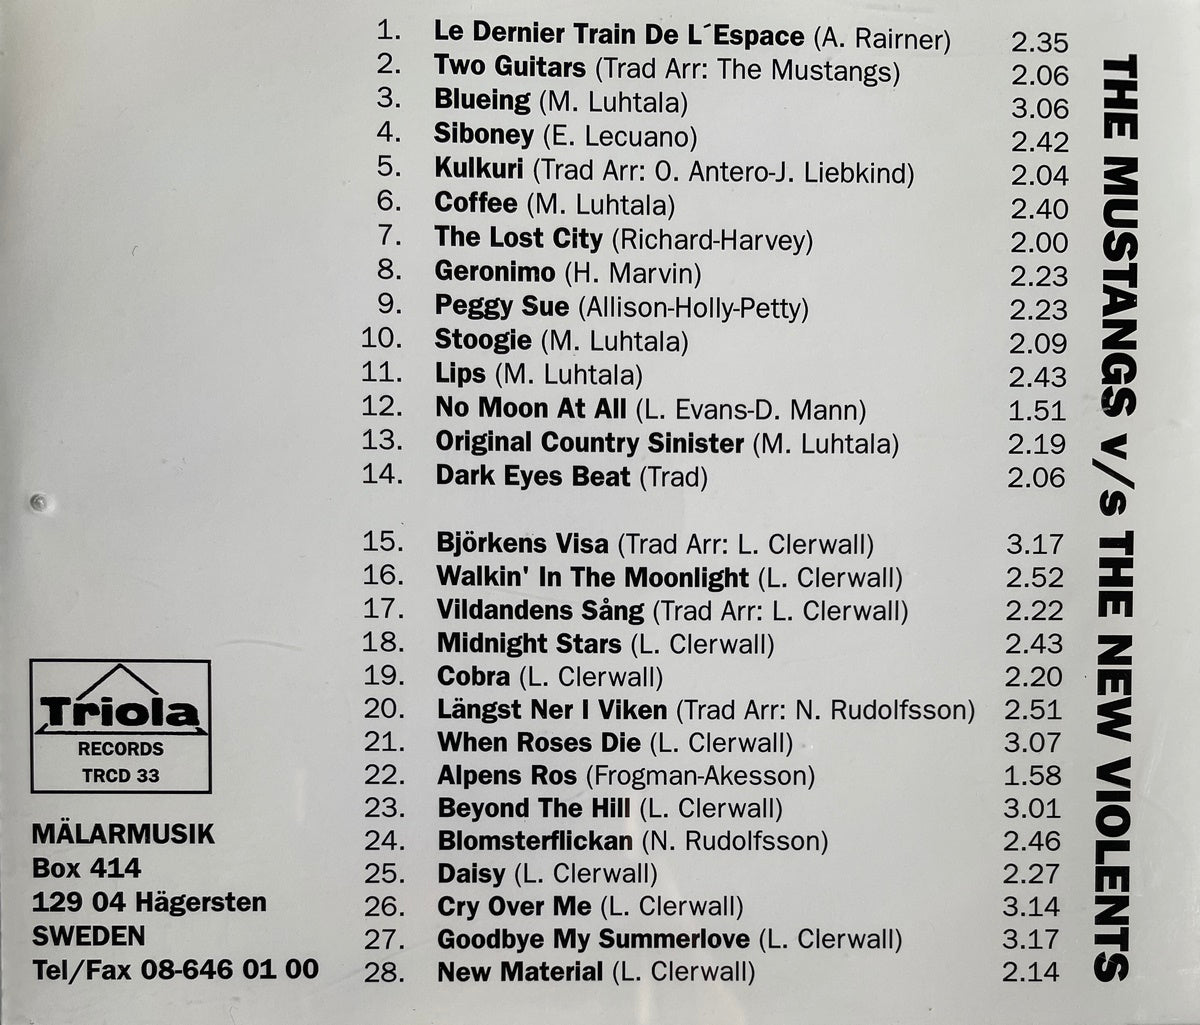 1. Le Dernier Train De L´Espace (A. Rairner) 2.35
2. Two Guitars (Trad Arr: The Mustangs) 2.06
3. Blueing (M. Luhtala) 3.06
4. Siboney (E. Lecuano) 2.42
5. Kulkuri (Trad Arr: O. Antero-J. Liebkind) 2.04
6. Coffee (M. Luhtala) 2.40
7. The Lost City (Richard-Harvey) 2.00
8. Geronimo (H. Marvin) 2.23
9. Peggy Sue (Allison-Holly-Petty) 2.23
10. Stoogie (M. Luhtala) 2.09
11. Lips (M. Luhtala) 2.43
12. No Moon At All (L. Evans-D. Mann) 1.51
13. Original Country Sinister (M. Luhtala) 2.19
14. Dark Eyes Beat (Trad) 2.06
15. Björkens Visa (Trad Arr: L. Clerwall) 3.17
16. Walkin' In The Moonlight (L. Clerwall) 2.52
17. Vildandens Sång (Trad Arr: L. Clerwall) 2.22
18. Midnight Stars (L. Clerwall) 2.43
19. Cobra (L. Clerwall) 2.20
20. Längst Ner I Viken (Trad Arr: N. Rudolfsson) 2.51
21. When Roses Die (L. Clerwall) 3.07
22. Alpens Ros (Frogman-Akesson) 1.58
23. Beyond The Hill (L. Clerwall) 3.01
24. Blomsterflickan (N. Rudolfsson) 2.46
25. Daisy (L. Clerwall) 2.27
26. Cry Over Me (L. Clerwall) 3.14
27. Goodbye My Summerlove (L. Clerwall) 3.17
28. New Material (L. Clerwall) 2.14
THE MUSTANGS v/s THE NEW VIOLENTS
Triola
RECORDS
TRCD 33
MÄLARMUSIK
Box 414
129 04 Hägersten
SWEDEN
Tel/Fax 08-646 01 00